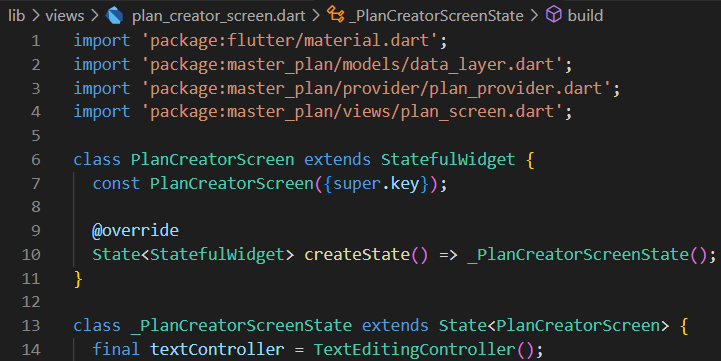 lib > views > plan_creator_screen.dart > _PlanCreatorScreenState > build
1 import 'package:flutter/material.dart';
2 import 'package:master_plan/models/data_layer.dart';
3 import 'package:master_plan/provider/plan_provider.dart';
4 import 'package:master_plan/views/plan_screen.dart';
5
6 class PlanCreatorScreen extends StatefulWidget {
7   const PlanCreatorScreen({super.key});
8
9   @override
10   State<StatefulWidget> createState() => _PlanCreatorScreenState();
11 }
12
13 class _PlanCreatorScreenState extends State<PlanCreatorScreen> {
14   final textController = TextEditingController();